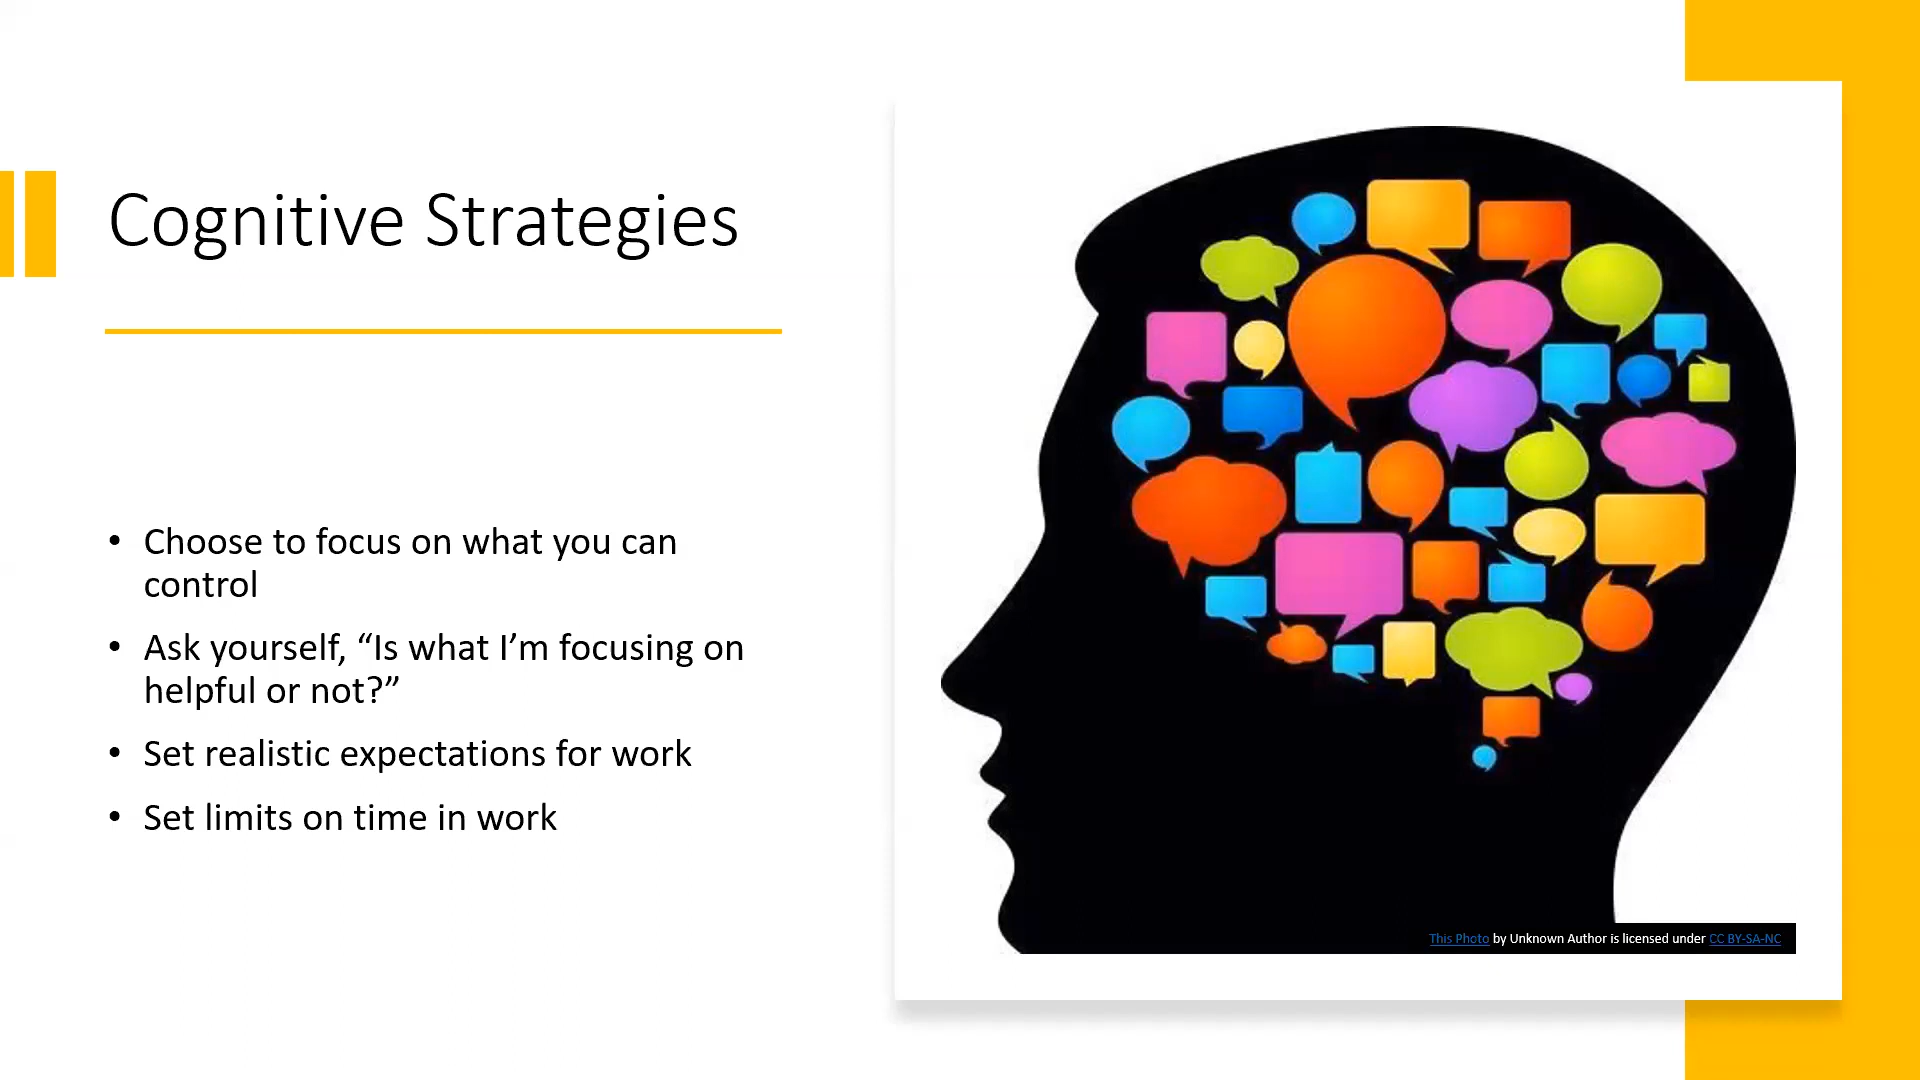 Cognitive Strategies
• Choose to focus on what you can
control
• Ask yourself, “Is what I’m focusing on
helpful or not?”
• Set realistic expectations for work
• Set limits on time in work
This Photo by Unknown Author is licensed under CC BY-SA-NC